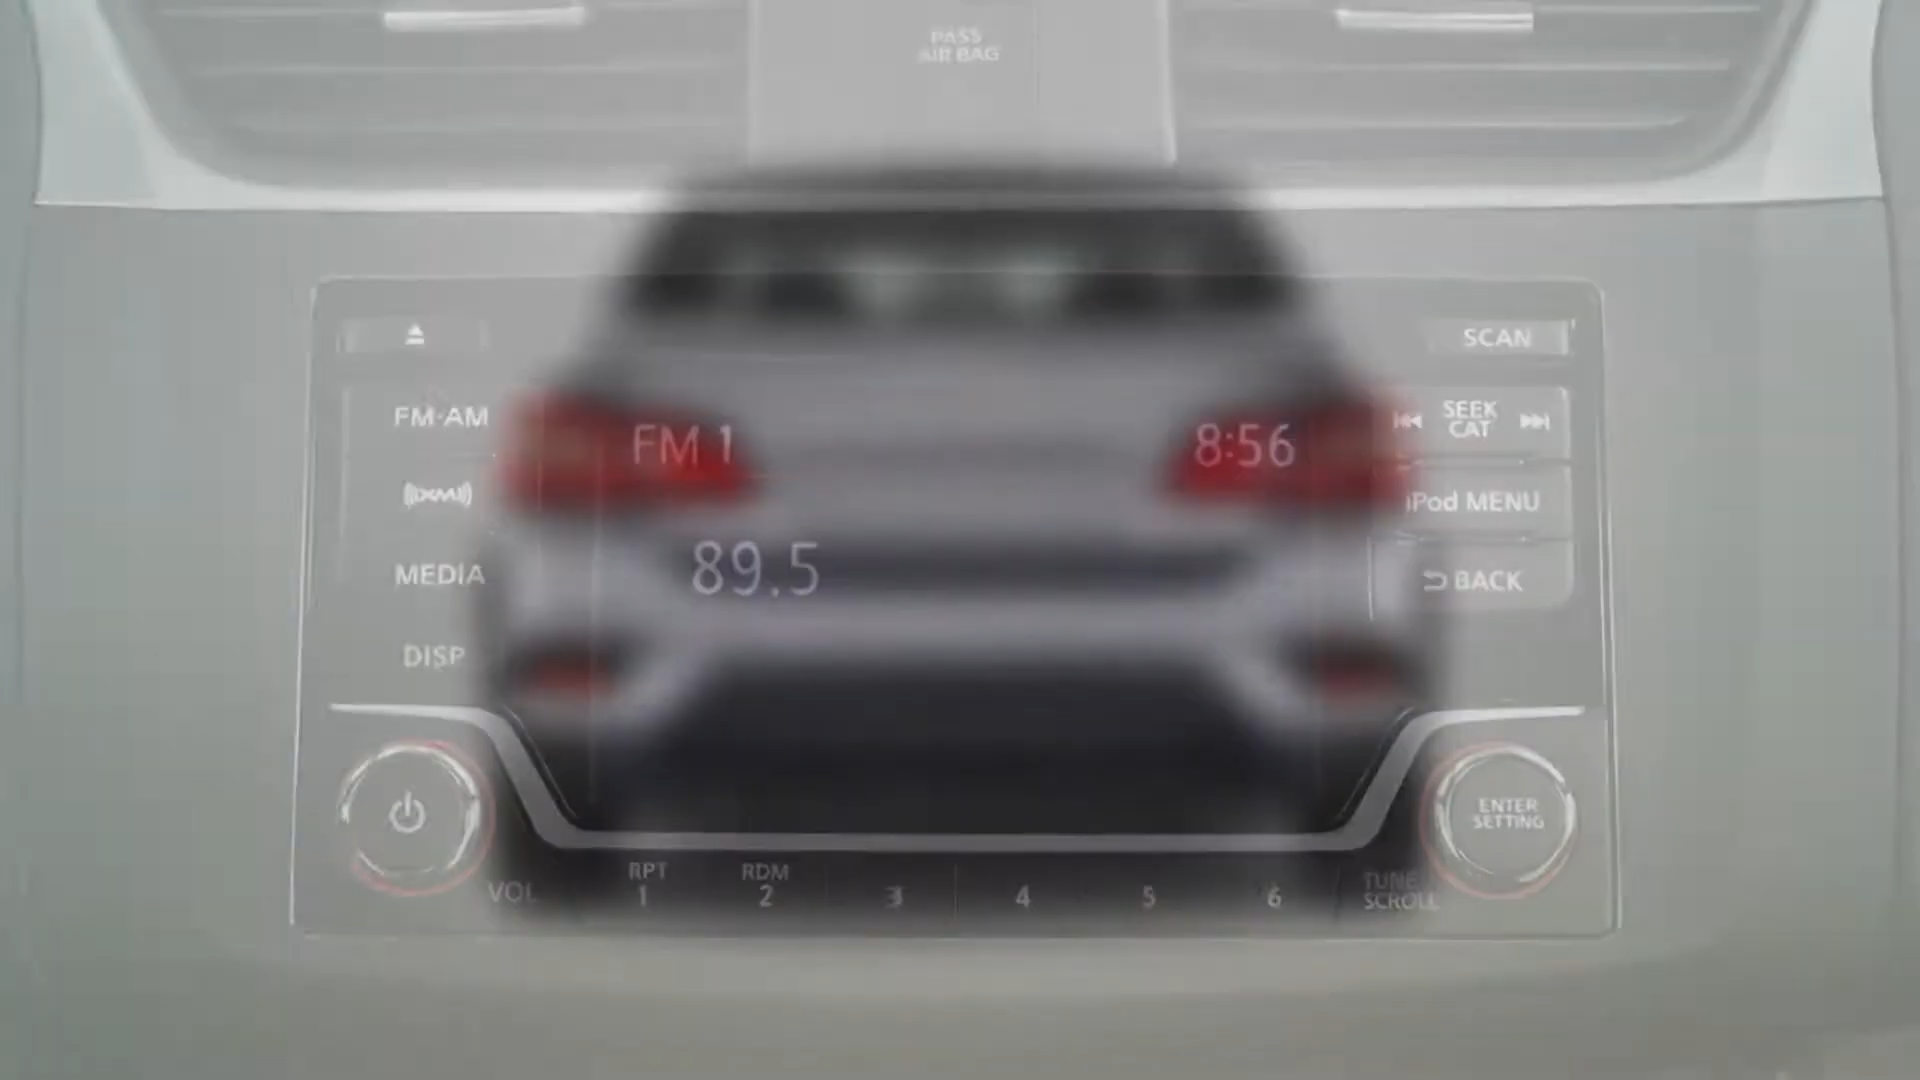 PASS
AIR BAG
SCAN
FM·AM
SEEK
CAT
FM 1
8:56
XM
iPod MENU
89.5
MEDIA
BACK
DISP
ENTER
SETTING
VOL
RPT
1
RDM
2
3
4
5
6
TUNE
SCROLL